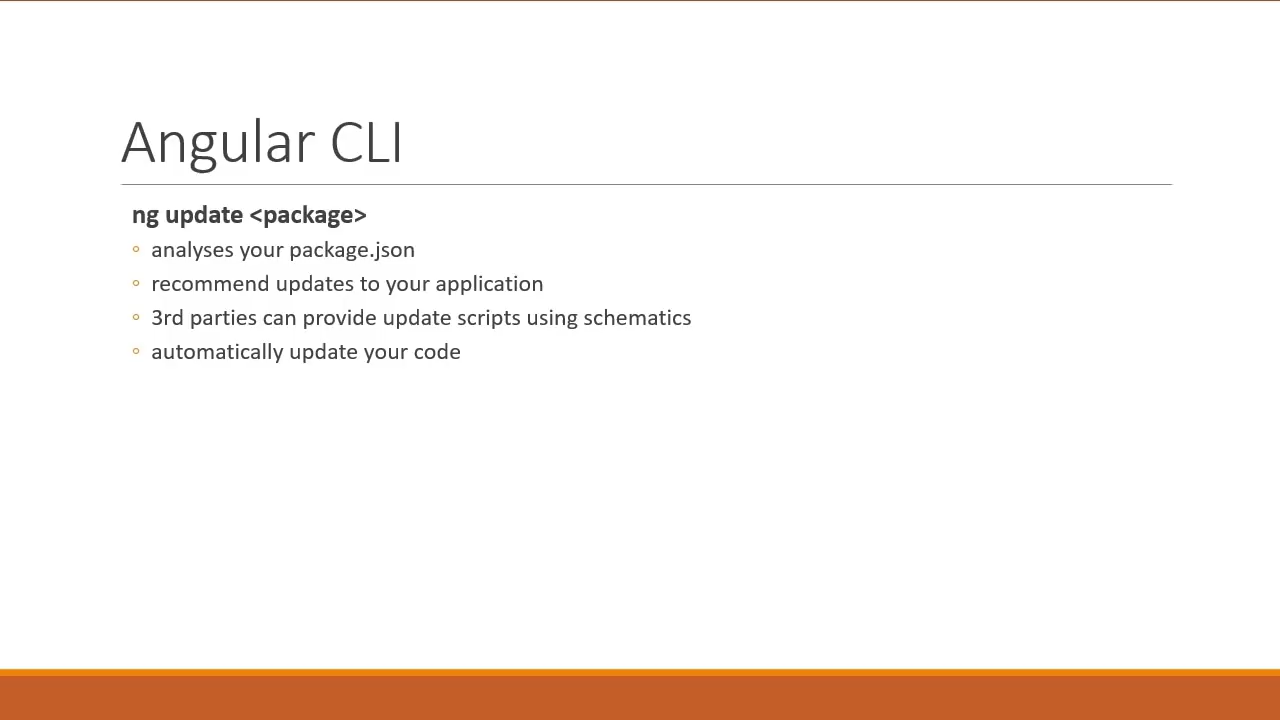 Angular CLI
ng update <package>
◦ analyses your package.json
◦ recommend updates to your application
◦ 3rd parties can provide update scripts using schematics
◦ automatically update your code